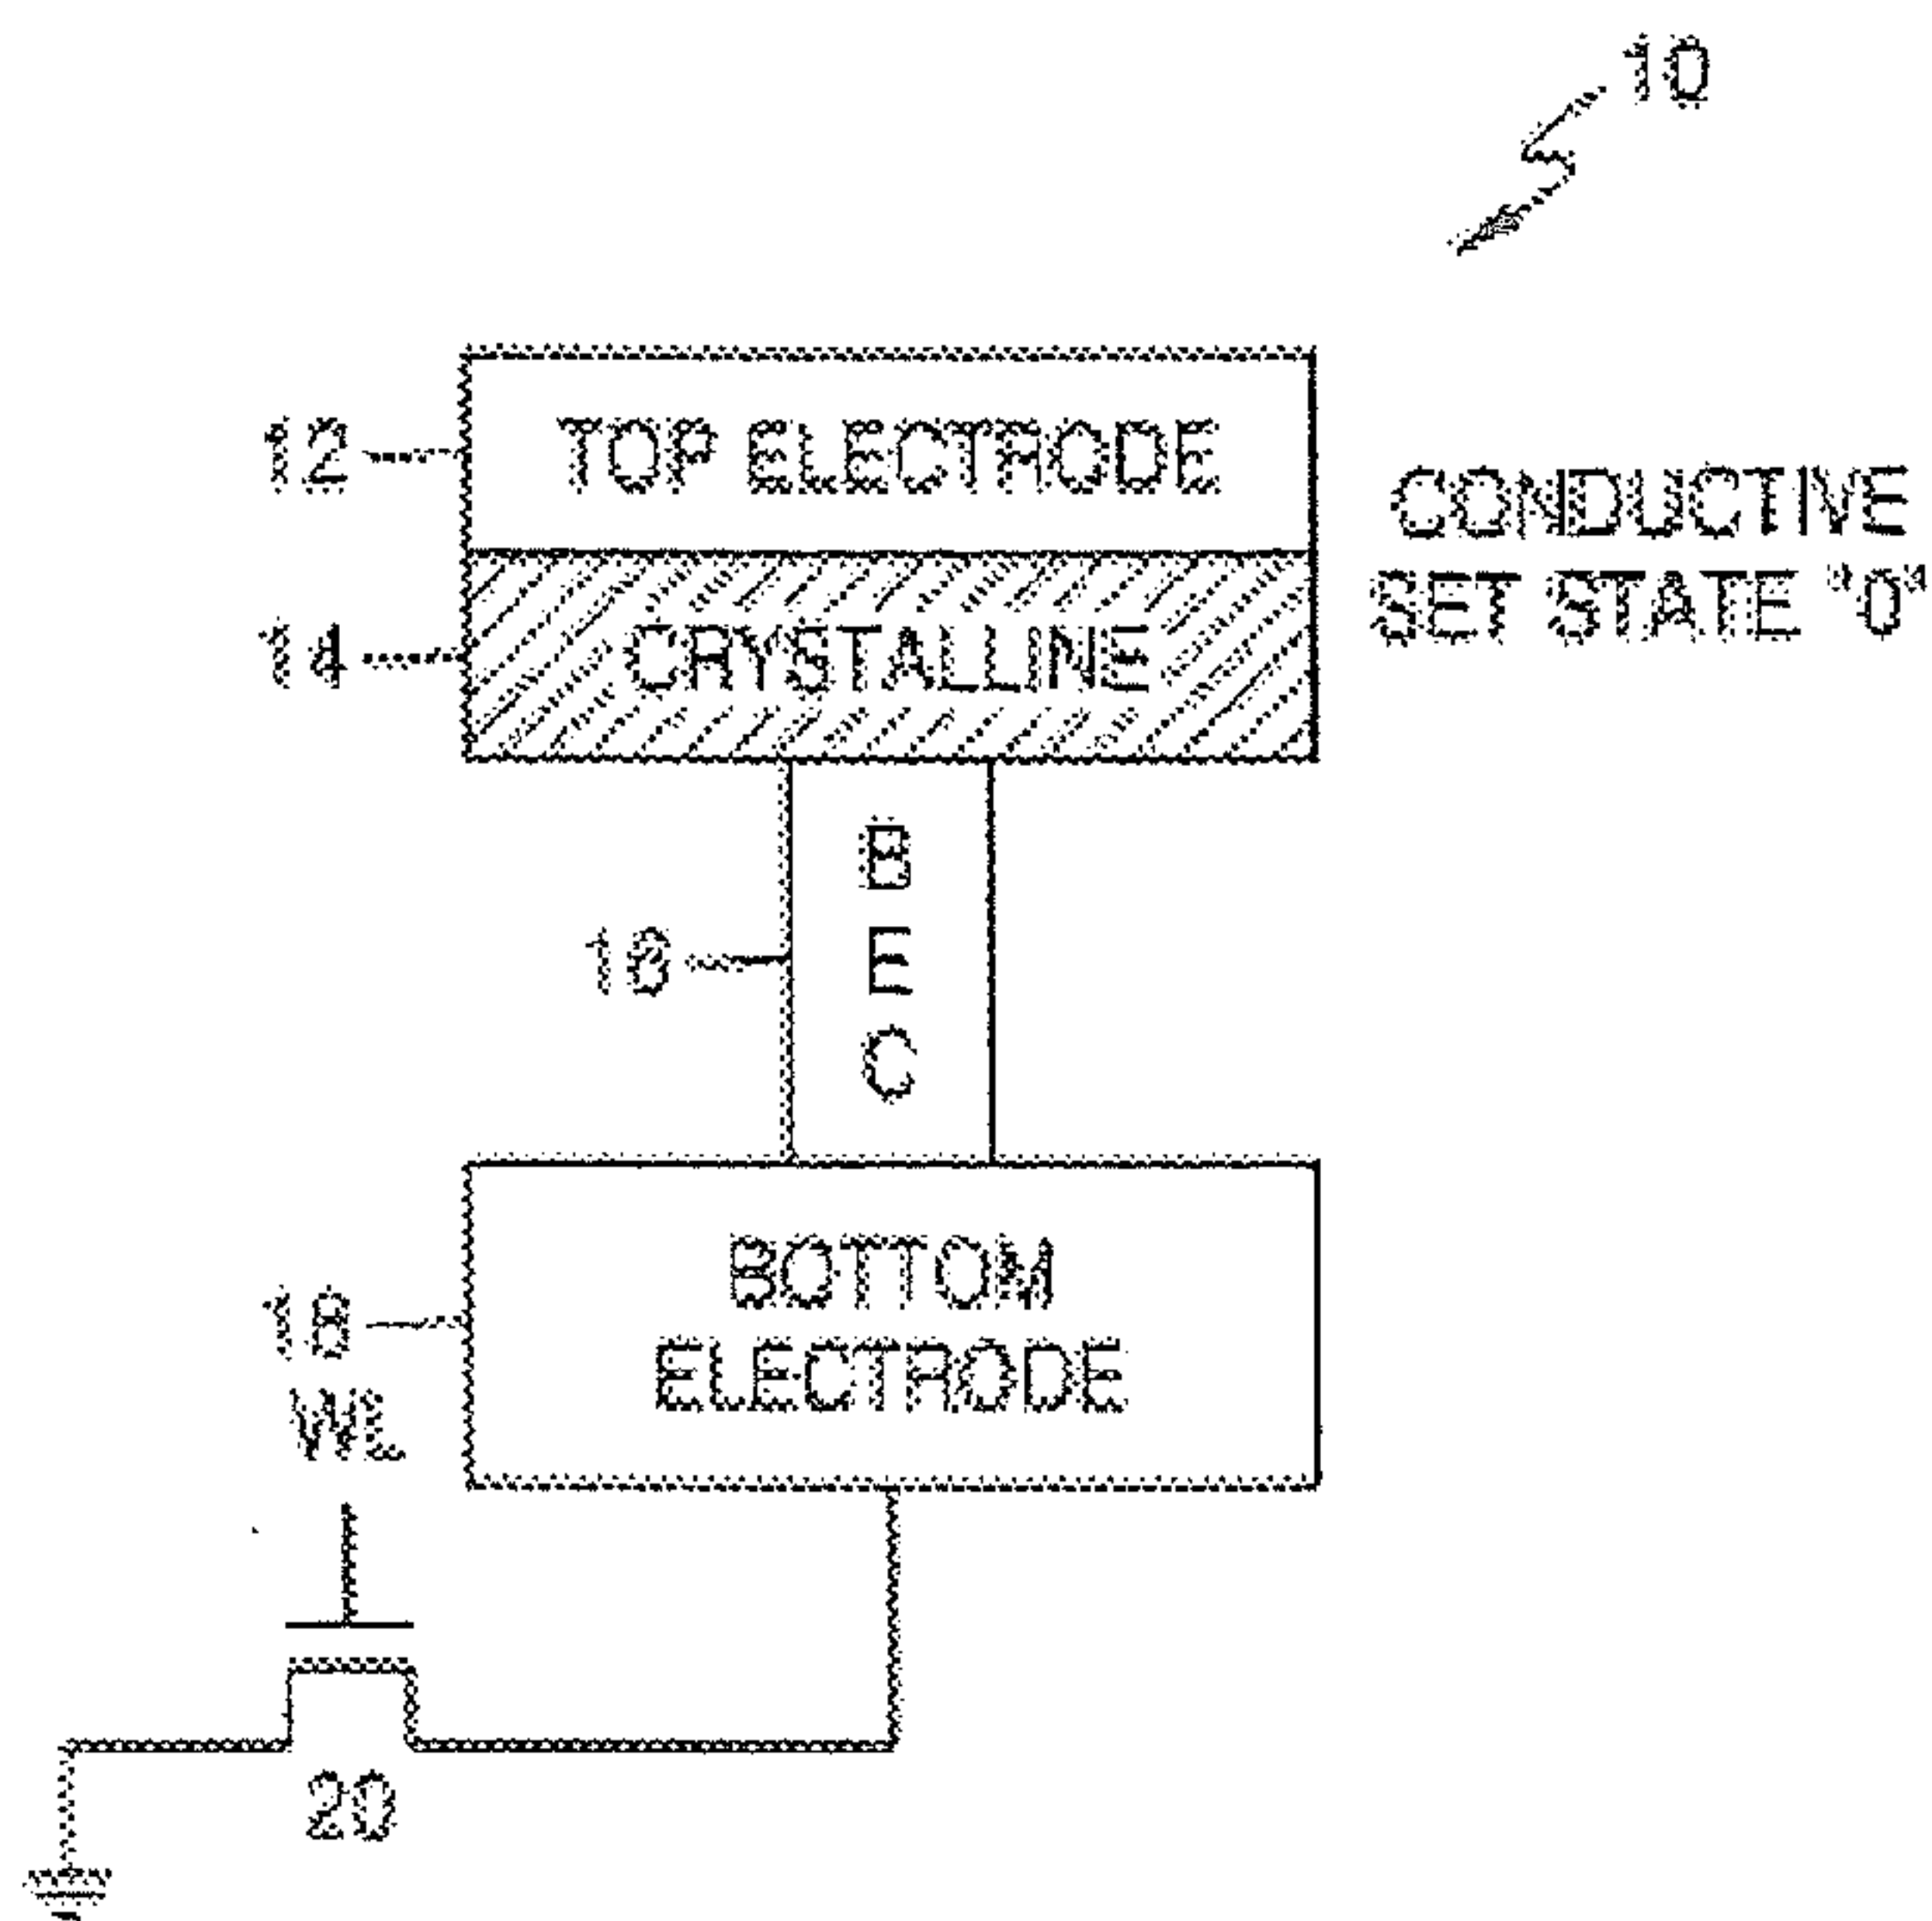 10
12 TOP ELECTRODE
CONDUCTIVE
SET STATE "0"
14 CRYSTALLINE
16
B
E
C
BOTTOM
ELECTRODE
18
WL
20